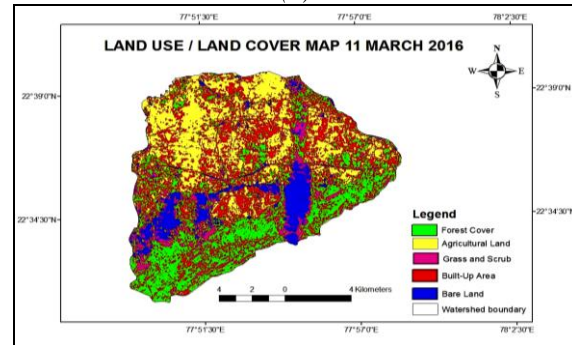 77°51'30"E 77°57'0"E 78°2'30"E
LAND USE / LAND COVER MAP 11 MARCH 2016
N
W E
S
22°39'0"N 22°39'0"N
22°34'30"N 22°34'30"N
Legend
Forest Cover
Agricultural Land
Grass and Scrub
Built-Up Area
Bare Land
Watershed boundary
4 2 0 4 Kilometers
77°51'30"E 77°57'0"E 78°2'30"E